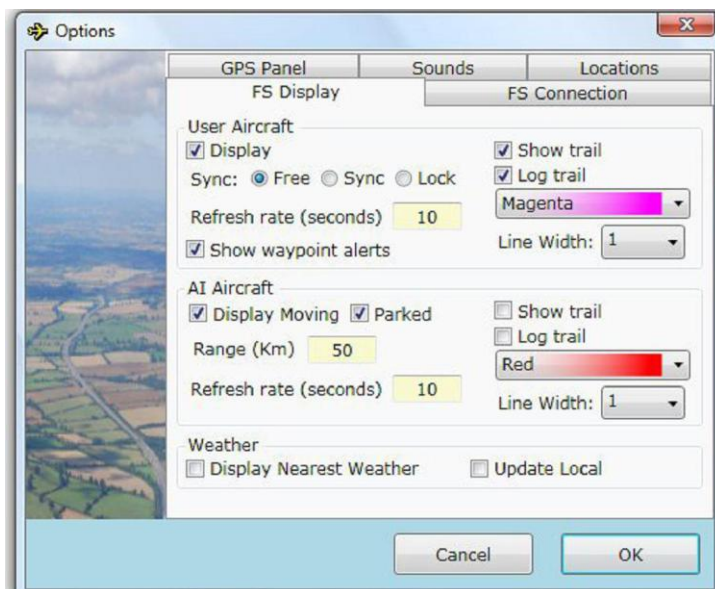 Options
GPS Panel Sounds Locations
FS Display FS Connection
User Aircraft
Display Show trail
Sync: Free Sync Lock Log trail
Magenta
Refresh rate (seconds) 10
Show waypoint alerts Line Width: 1
AI Aircraft
Display Moving Parked Show trail
Log trail
Range (Km) 50
Red
Refresh rate (seconds) 10
Line Width: 1
Weather
Display Nearest Weather Update Local
Cancel OK